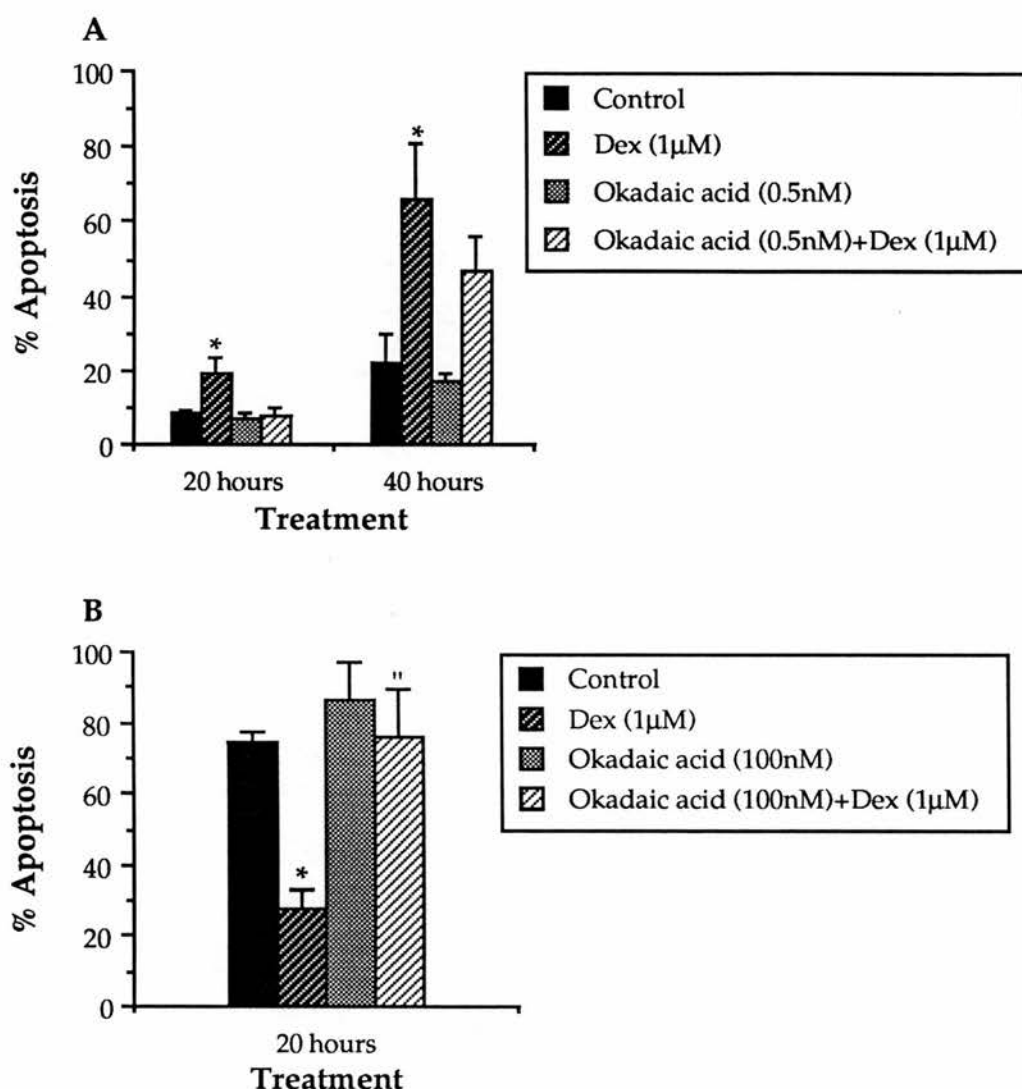 A
100
80
60
40
20
0
% Apoptosis
*
*
20 hours
40 hours
Treatment
Control
Dex (1μM)
Okadaic acid (0.5nM)
Okadaic acid (0.5nM)+Dex (1μM)
B
100
80
60
40
20
0
% Apoptosis
*
"
20 hours
Treatment
Control
Dex (1μM)
Okadaic acid (100nM)
Okadaic acid (100nM)+Dex (1μM)